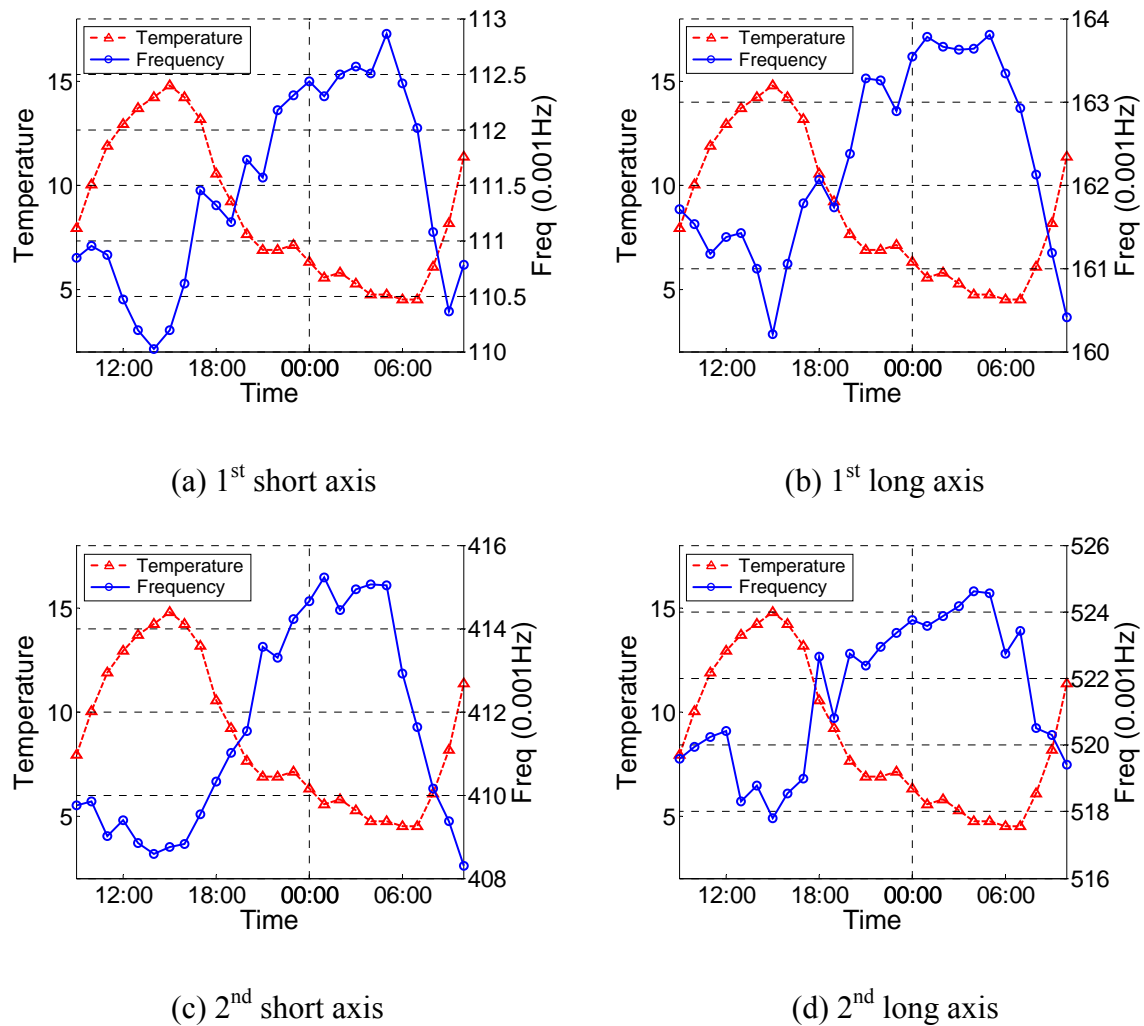 Temperature
Frequency
113
112.5
112
111.5
111
110.5
110
15
10
5
Temperature
Freq (0.001Hz)
12:00 18:00 00:00 06:00
Time
(a) 1st short axis
Temperature
Frequency
164
163
162
161
160
15
10
5
Temperature
Freq (0.001Hz)
12:00 18:00 00:00 06:00
Time
(b) 1st long axis
Temperature
Frequency
416
414
412
410
408
15
10
5
Temperature
Freq (0.001Hz)
12:00 18:00 00:00 06:00
Time
(c) 2nd short axis
Temperature
Frequency
526
524
522
520
518
516
15
10
5
Temperature
Freq (0.001Hz)
12:00 18:00 00:00 06:00
Time
(d) 2nd long axis